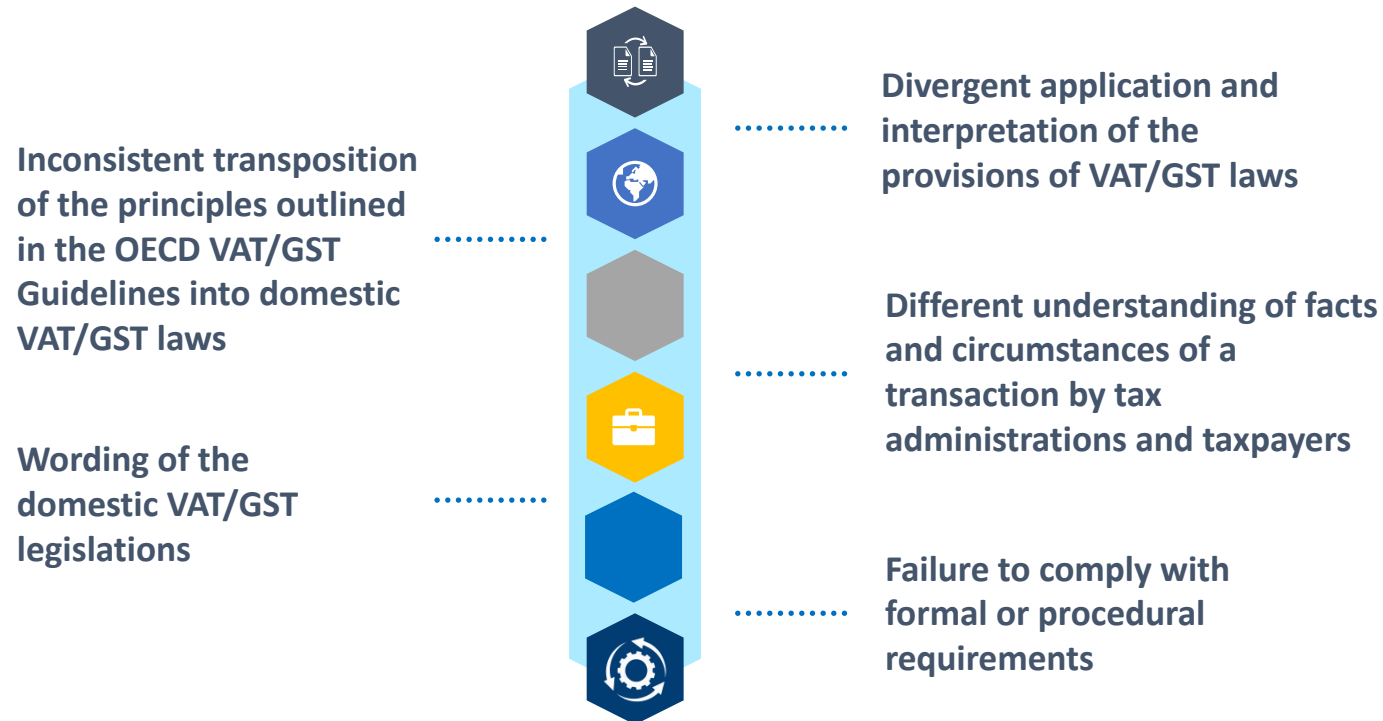 Inconsistent transposition
of the principles outlined
in the OECD VAT/GST
Guidelines into domestic
VAT/GST laws
Wording of the
domestic VAT/GST
legislations
Divergent application and
interpretation of the
provisions of VAT/GST laws
Different understanding of facts
and circumstances of a
transaction by tax
administrations and taxpayers
Failure to comply with
formal or procedural
requirements